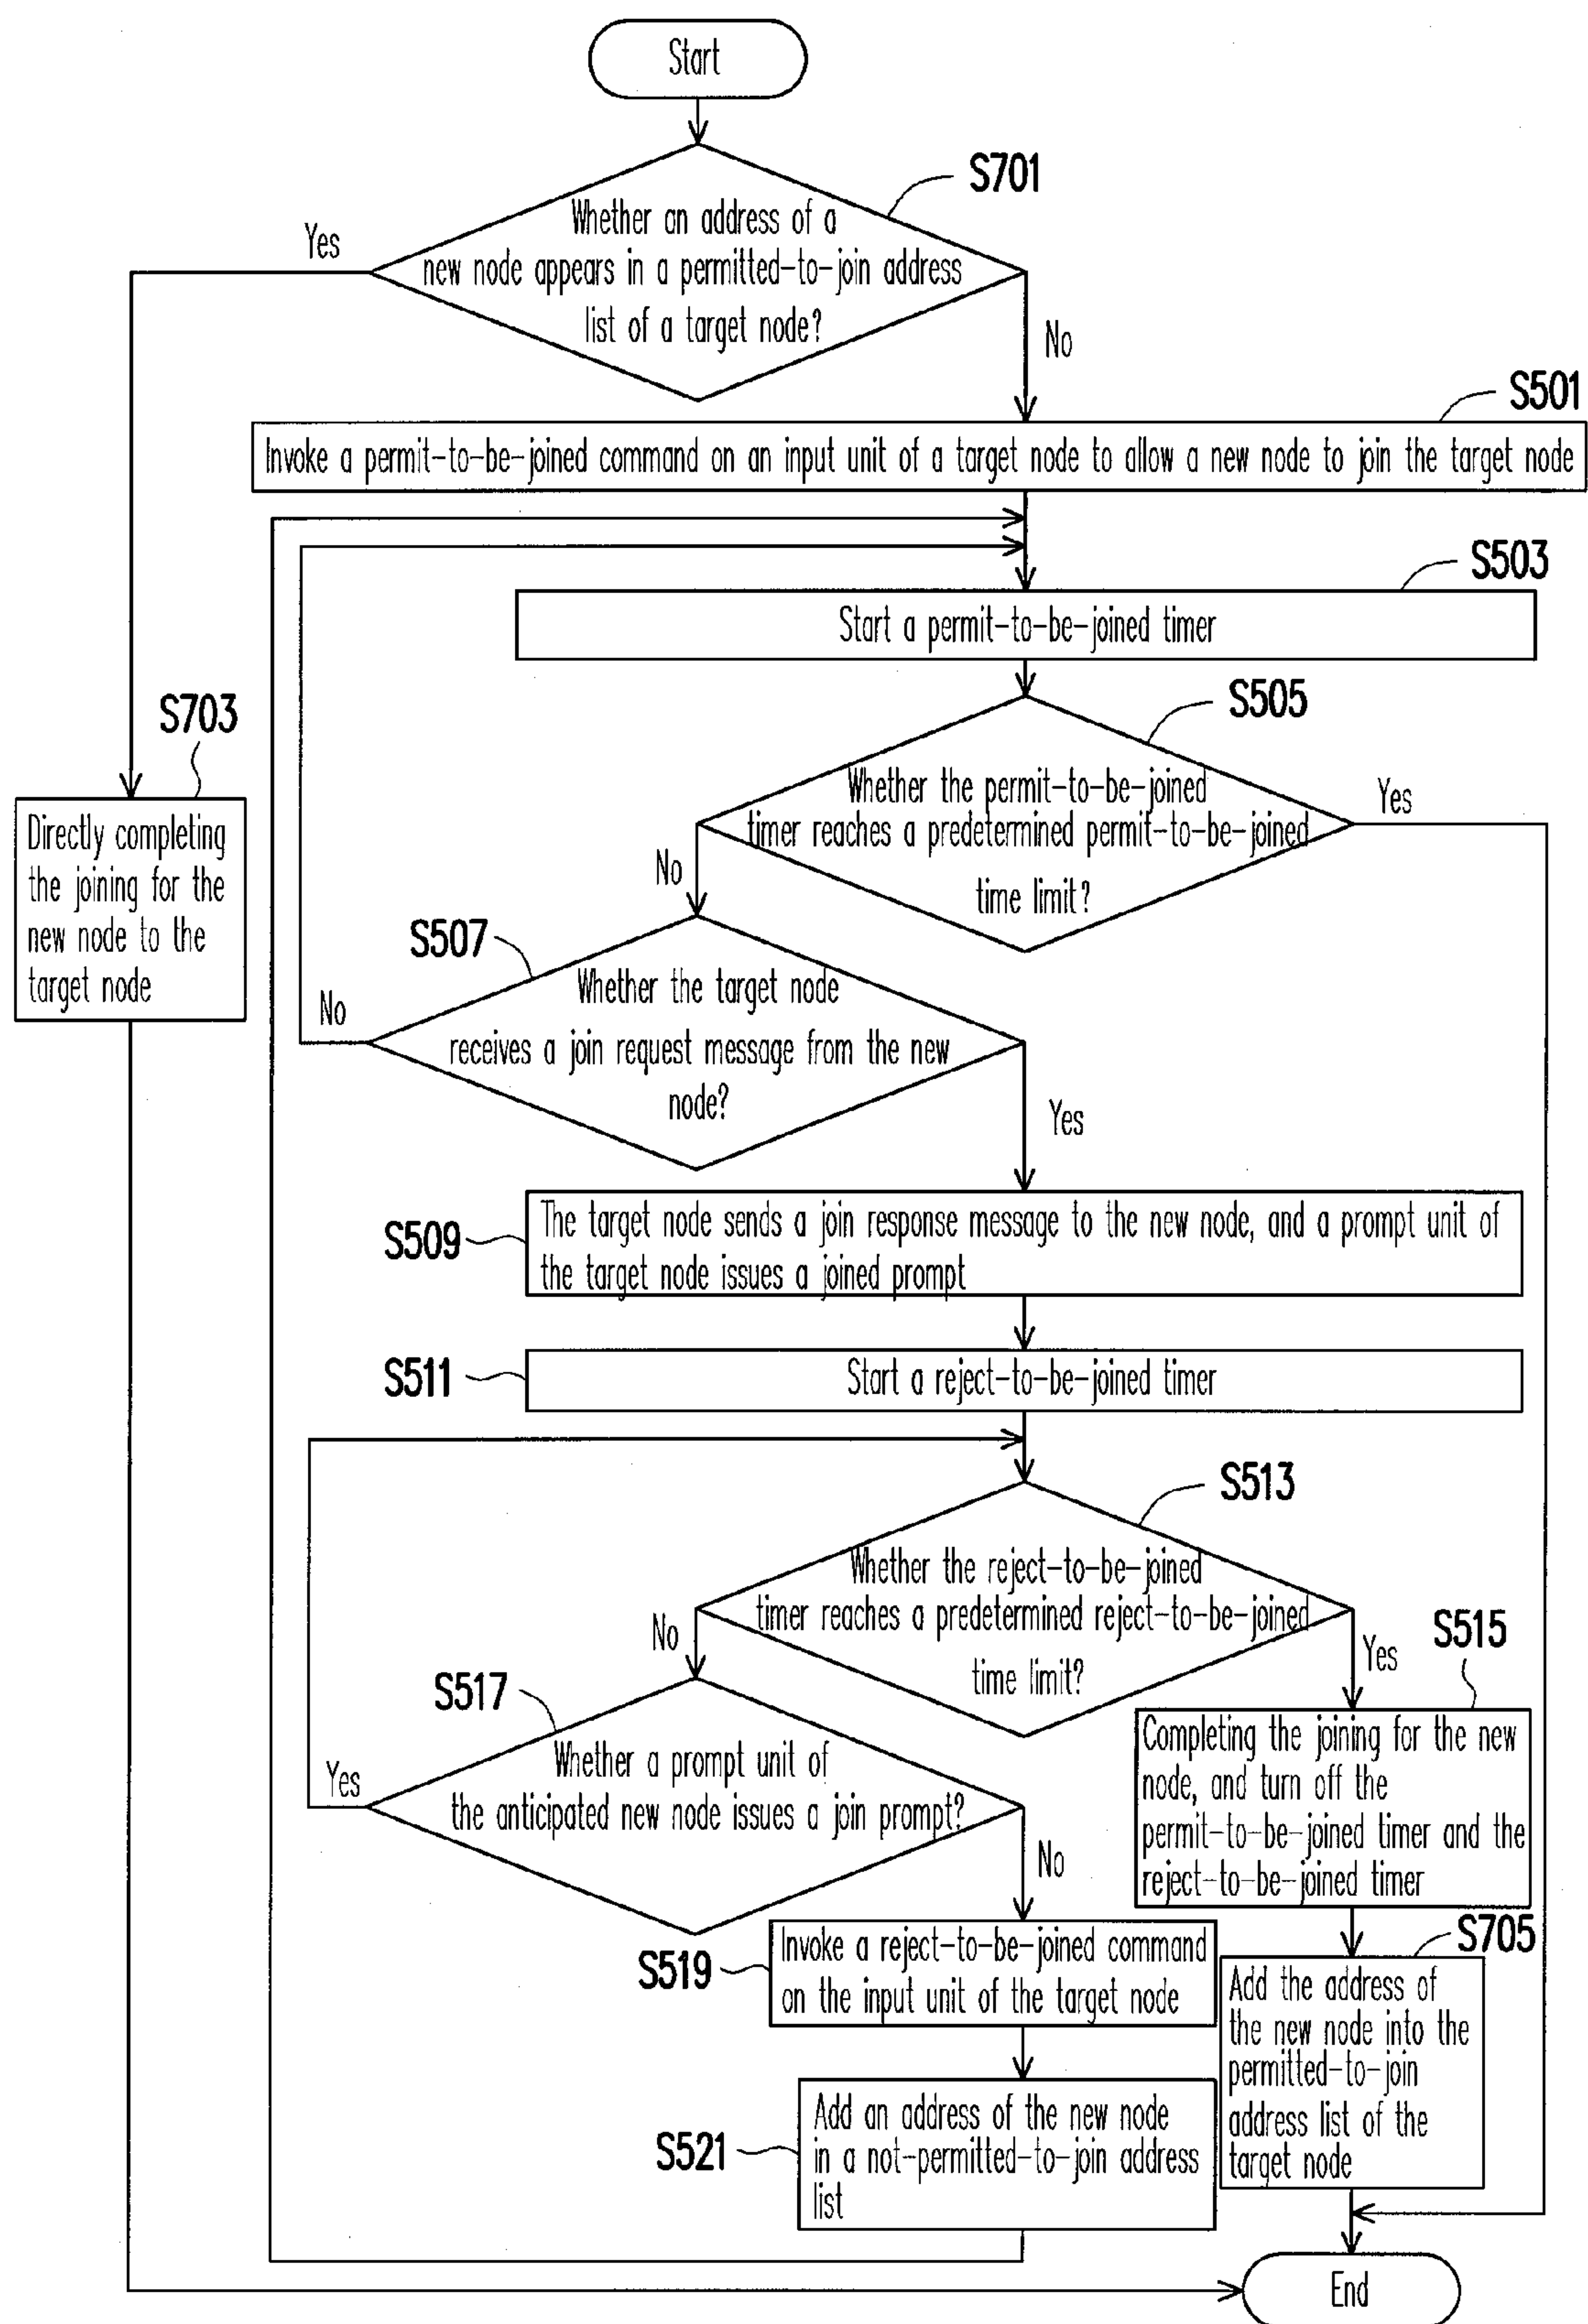 Start
S701
Whether an address of a
new node appears in a permitted-to-join address
list of a target node?
Yes
No
S501
Invoke a permit-to-be-joined command on an input unit of a target node to allow a new node to join the target node
S503
Start a permit-to-be-joined timer
S505
Whether the permit-to-be-joined
timer reaches a predetermined permit-to-be-joined
time limit?
Yes
No
S703
Directly completing
the joining for the
new node to the
target node
S507
Whether the target node
receives a join request message from the new
node?
No
Yes
S509
The target node sends a join response message to the new node, and a prompt unit of
the target node issues a joined prompt
S511
Start a reject-to-be-joined timer
S513
Whether the reject-to-be-joined
timer reaches a predetermined reject-to-be-joined
time limit?
No
Yes
S515
Completing the joining for the new
node, and turn off the
permit-to-be-joined timer and the
reject-to-be-joined timer
S517
Whether a prompt unit of
the anticipated new node issues a join prompt?
Yes
No
S519
Invoke a reject-to-be-joined command
on the input unit of the target node
S705
Add the address of
the new node into the
permitted-to-join
address list of the
target node
S521
Add an address of the new node
in a not-permitted-to-join address
list
End